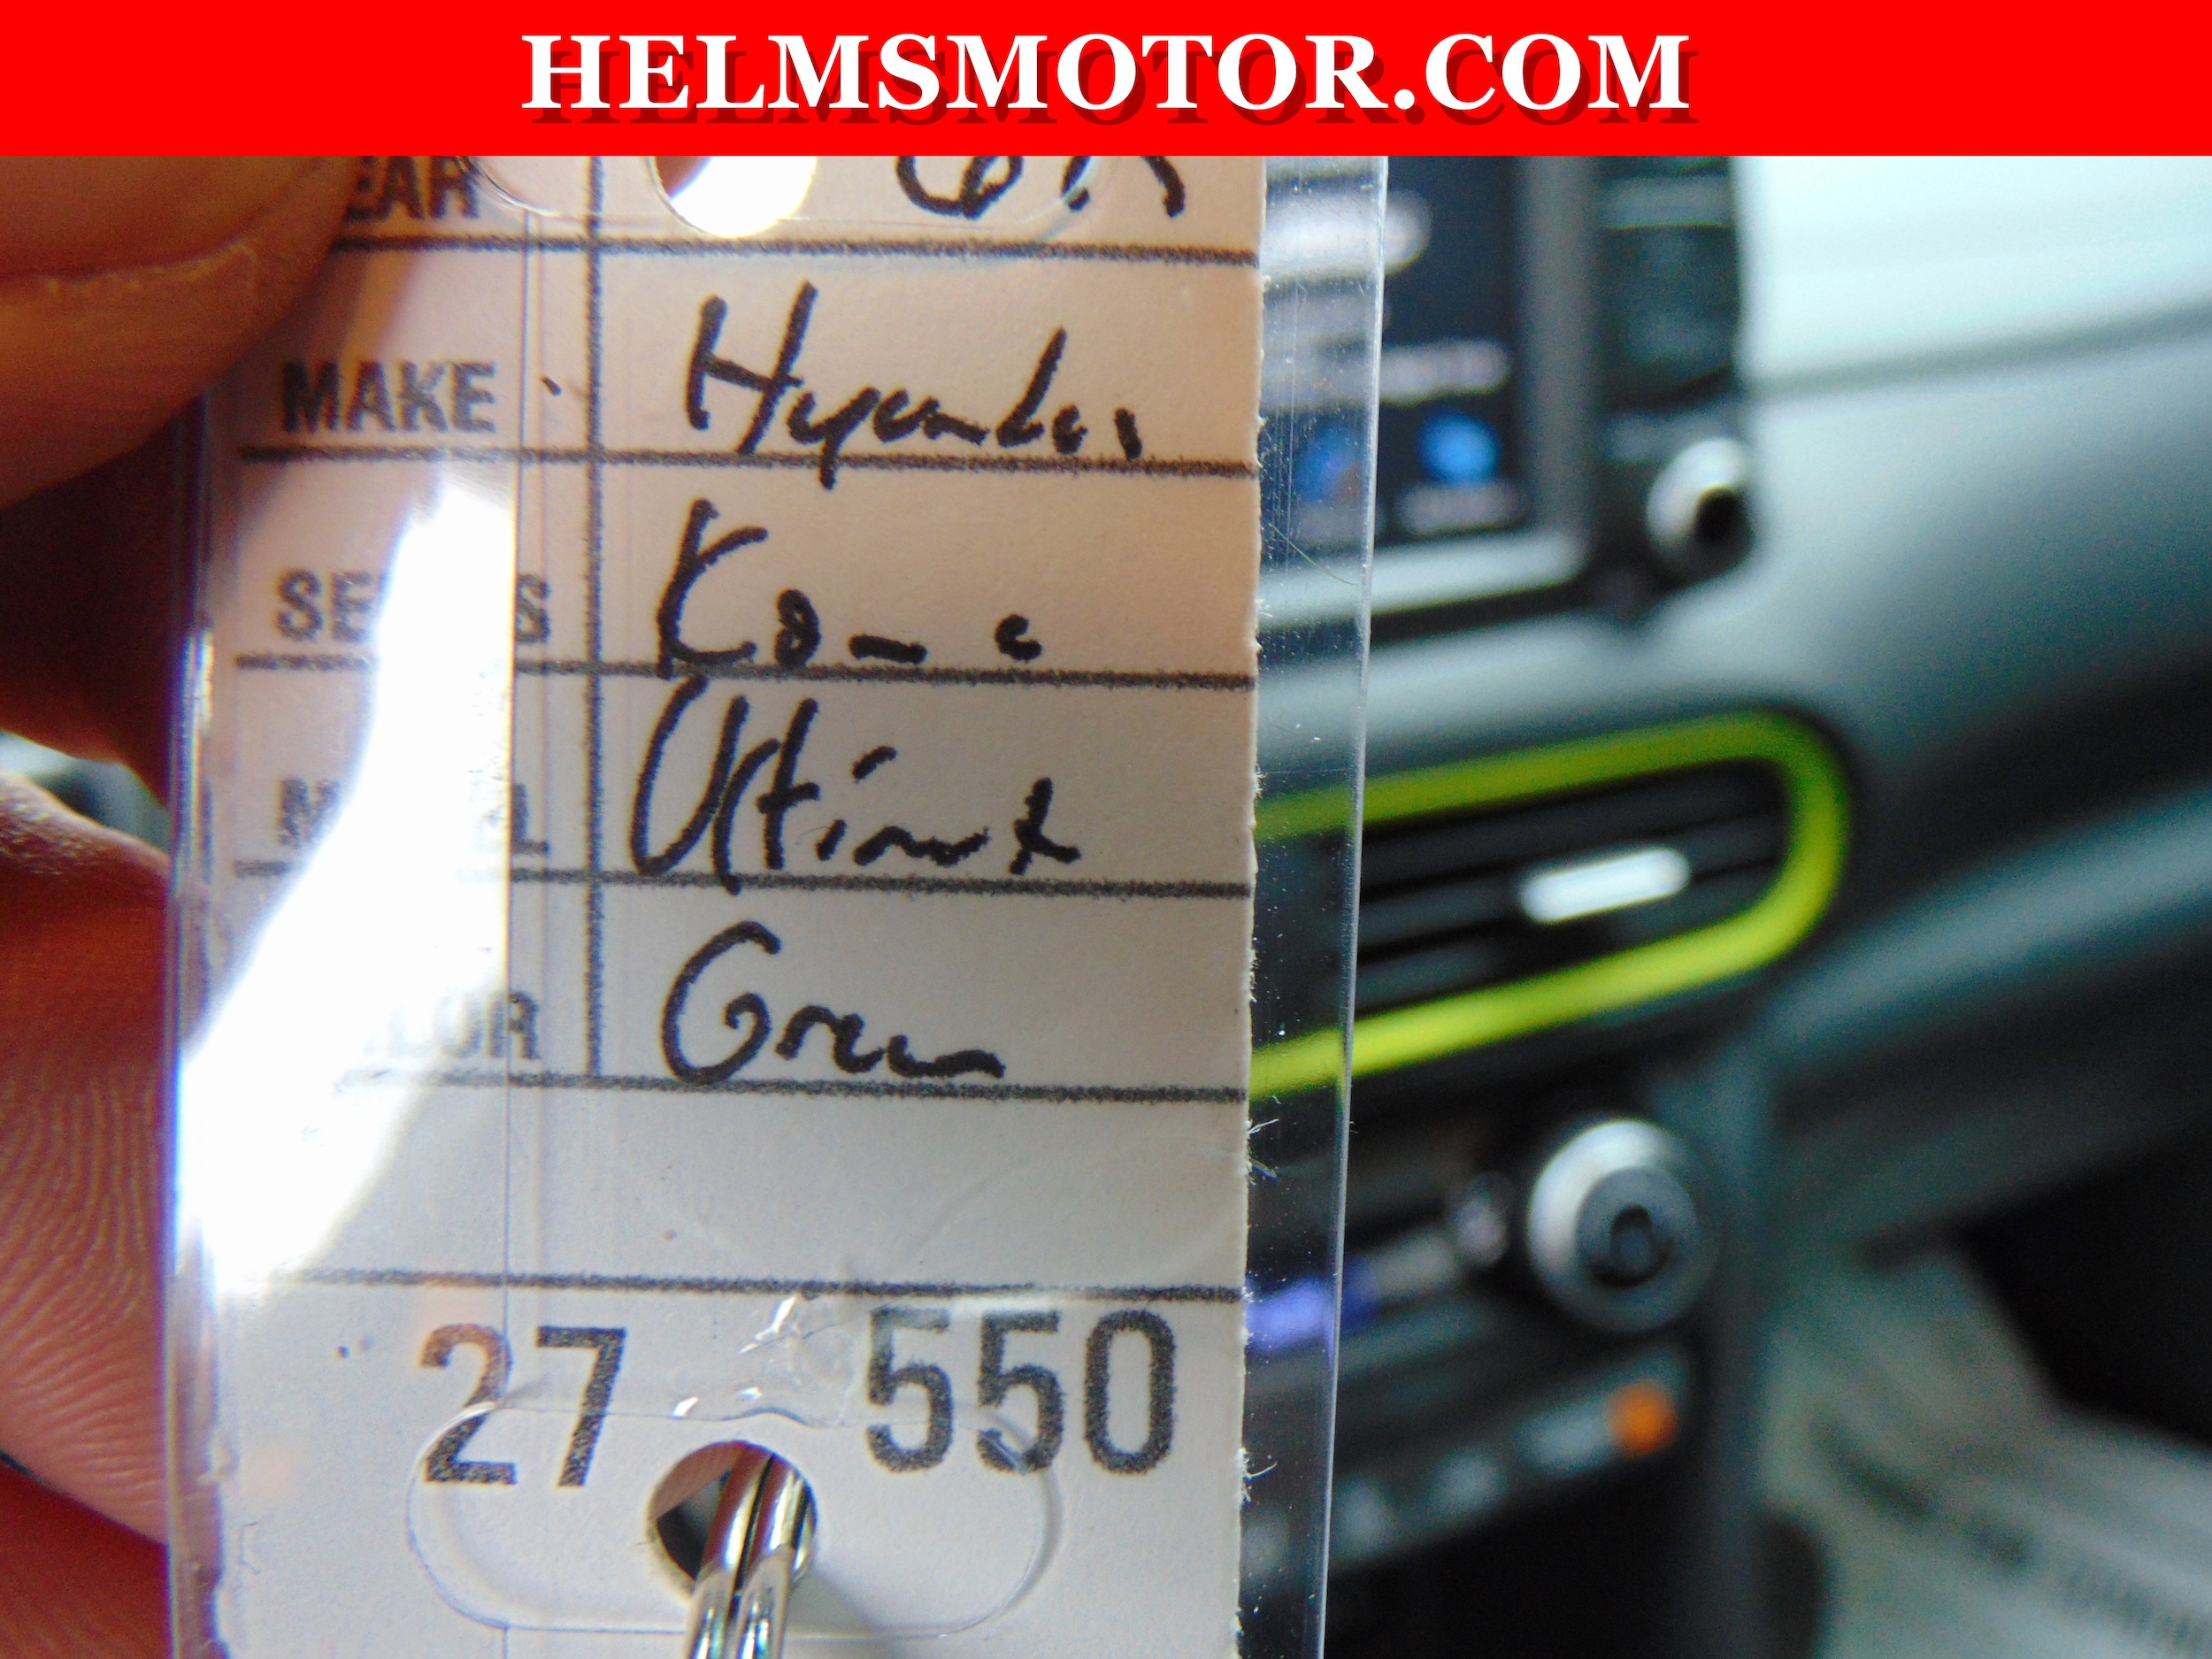 HELMSMOTOR.COM
MAKE Hyundai
Kona
Ultimate
Green
27 550